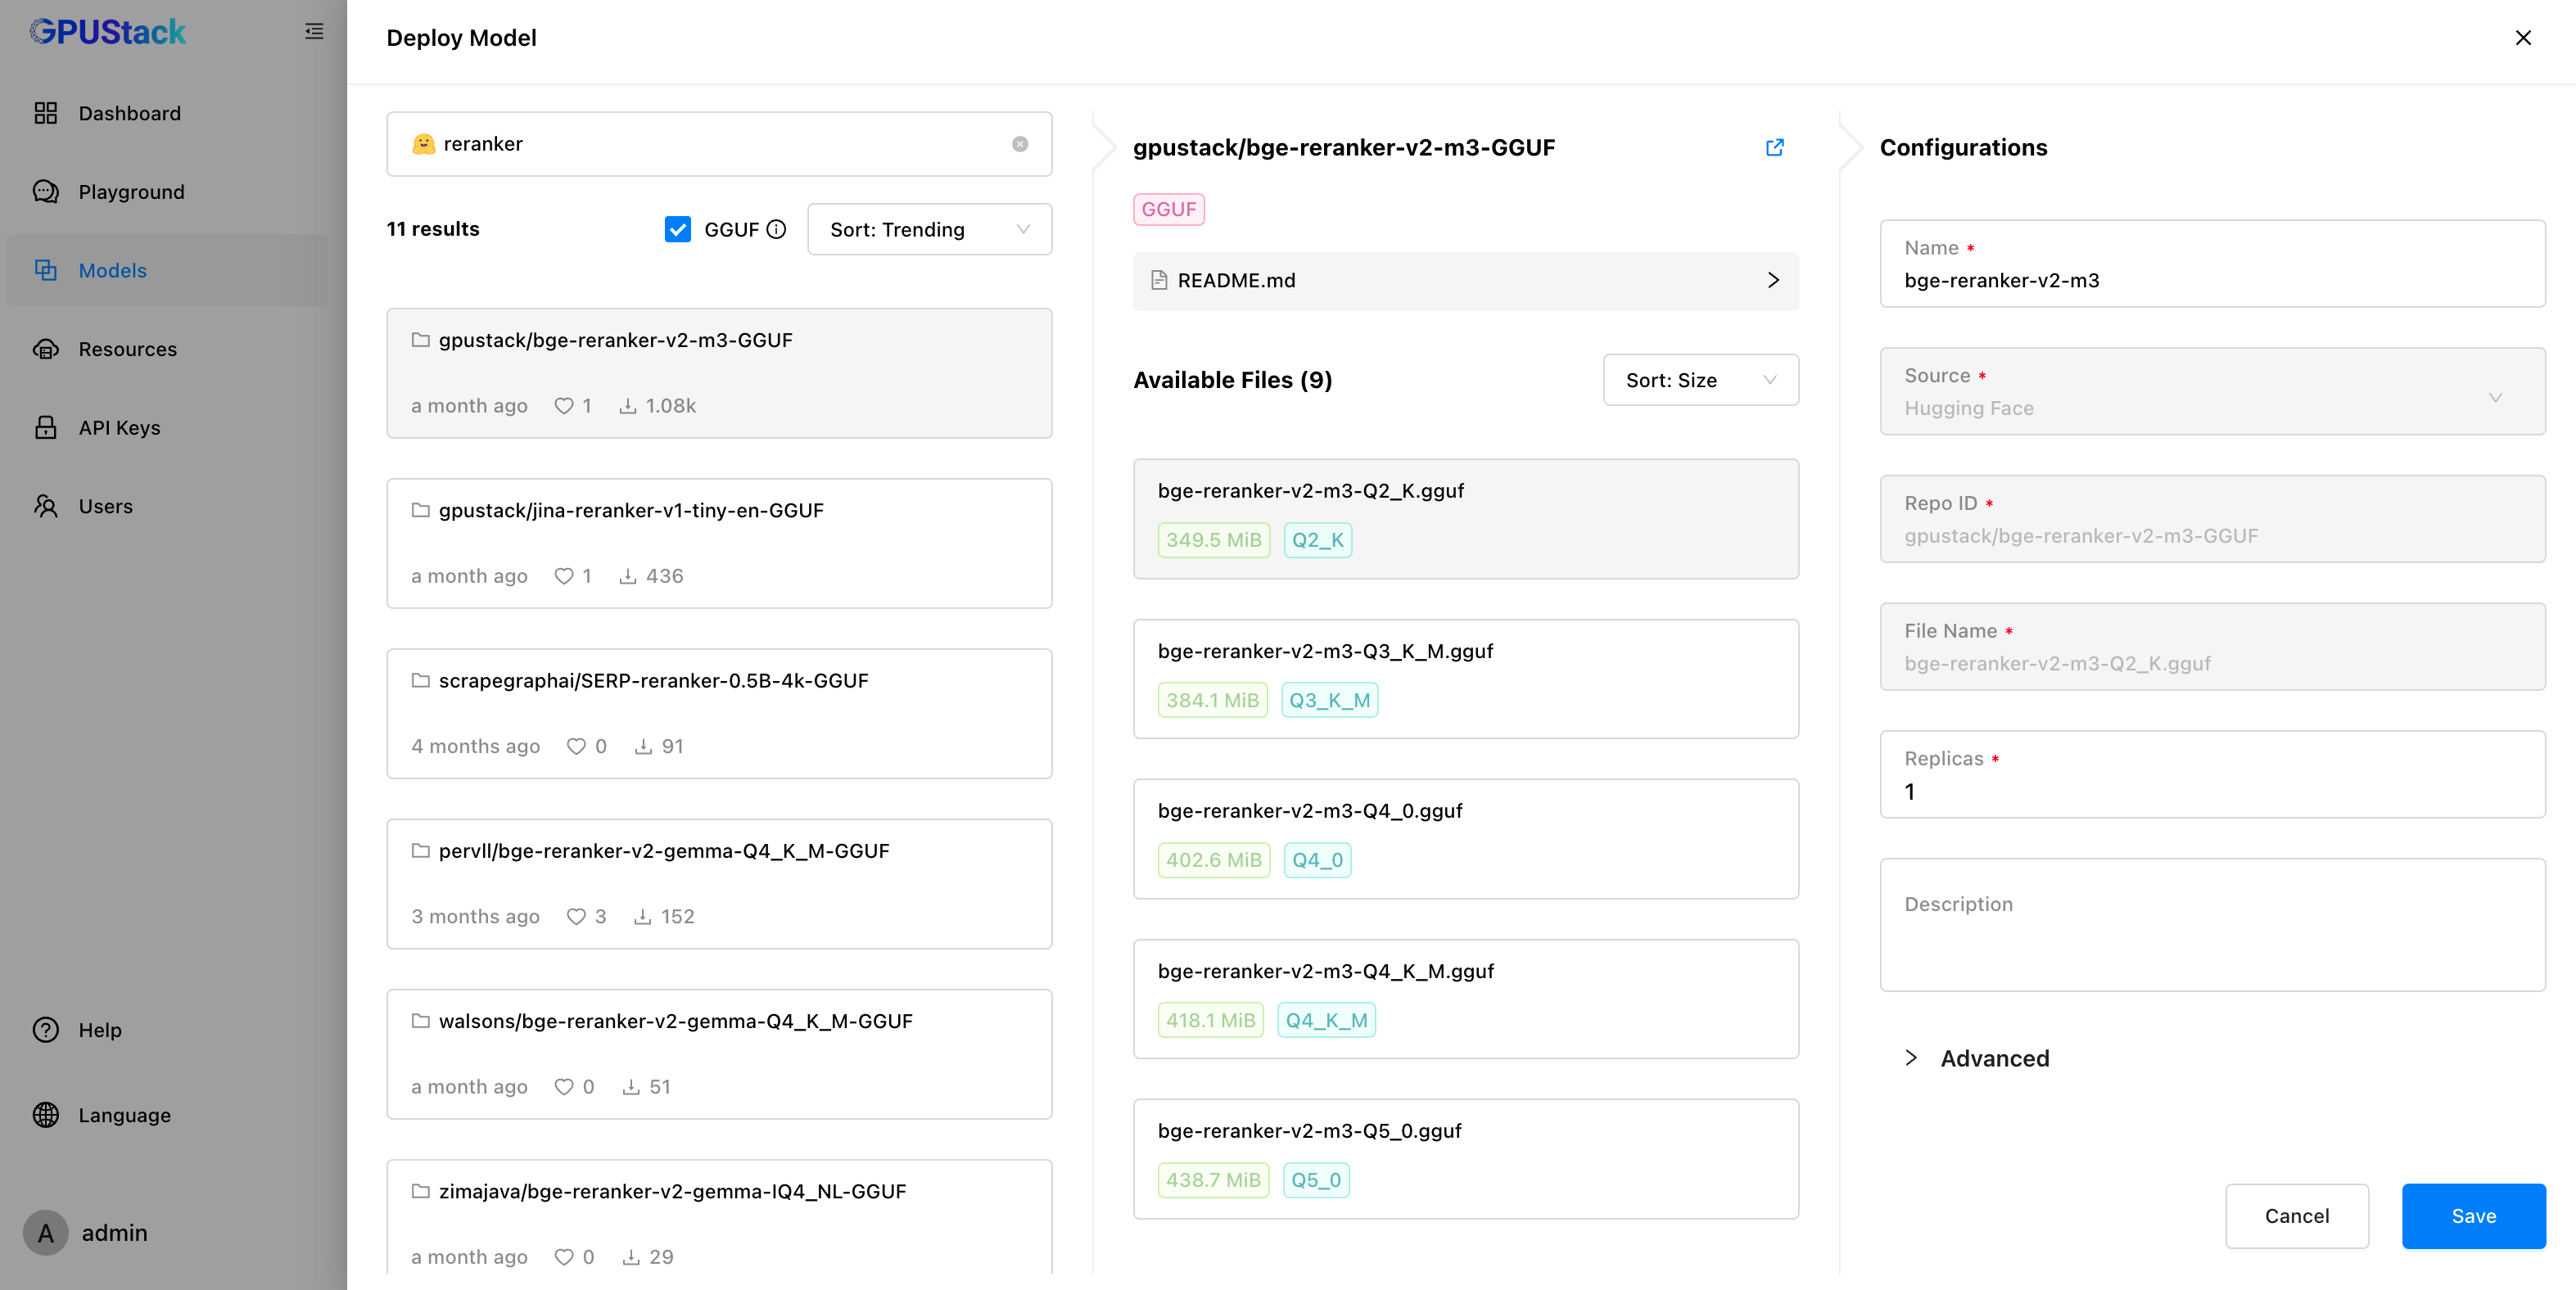 GPUStack
Dashboard
Playground
Models
Resources
API Keys
Users
Help
Language
A admin
Deploy Model
reranker
11 results
GGUF
Sort: Trending
gpustack/bge-reranker-v2-m3-GGUF
a month ago 1 1.08k
gpustack/jina-reranker-v1-tiny-en-GGUF
a month ago 1 436
scrapegraphai/SERP-reranker-0.5B-4k-GGUF
4 months ago 0 91
pervll/bge-reranker-v2-gemma-Q4_K_M-GGUF
3 months ago 3 152
walsons/bge-reranker-v2-gemma-Q4_K_M-GGUF
a month ago 0 51
zimajava/bge-reranker-v2-gemma-IQ4_NL-GGUF
a month ago 0 29
gpustack/bge-reranker-v2-m3-GGUF
GGUF
README.md
Available Files (9)
Sort: Size
bge-reranker-v2-m3-Q2_K.gguf
349.5 MiB Q2_K
bge-reranker-v2-m3-Q3_K_M.gguf
384.1 MiB Q3_K_M
bge-reranker-v2-m3-Q4_0.gguf
402.6 MiB Q4_0
bge-reranker-v2-m3-Q4_K_M.gguf
418.1 MiB Q4_K_M
bge-reranker-v2-m3-Q5_0.gguf
438.7 MiB Q5_0
Configurations
Name *
bge-reranker-v2-m3
Source *
Hugging Face
Repo ID *
gpustack/bge-reranker-v2-m3-GGUF
File Name *
bge-reranker-v2-m3-Q2_K.gguf
Replicas *
1
Description
Advanced
Cancel
Save